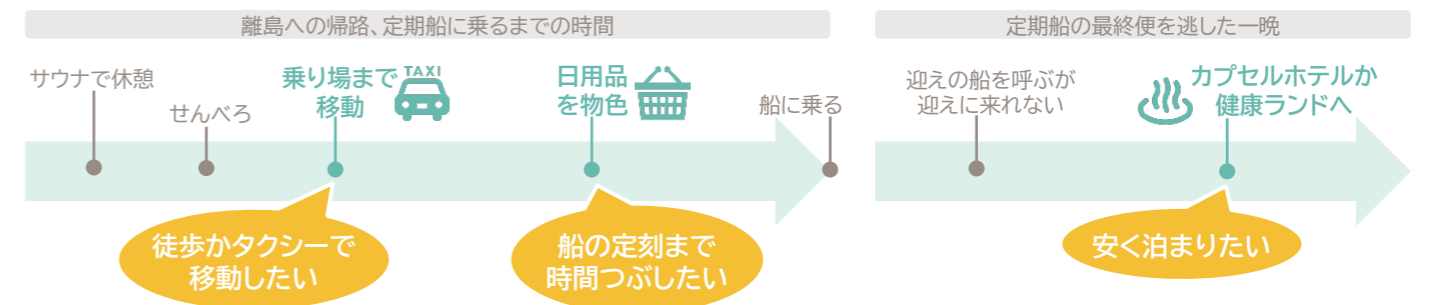 離島への帰路、定期船に乗るまでの時間
サウナで休憩
せんべろ
乗り場まで
移動
TAXI
日用品
を物色
船に乗る
徒歩かタクシーで
移動したい
船の定刻まで
時間つぶしたい
定期船の最終便を逃した一晩
迎えの船を呼ぶが
迎えに来れない
カプセルホテルか
健康ランドへ
安く泊まりたい